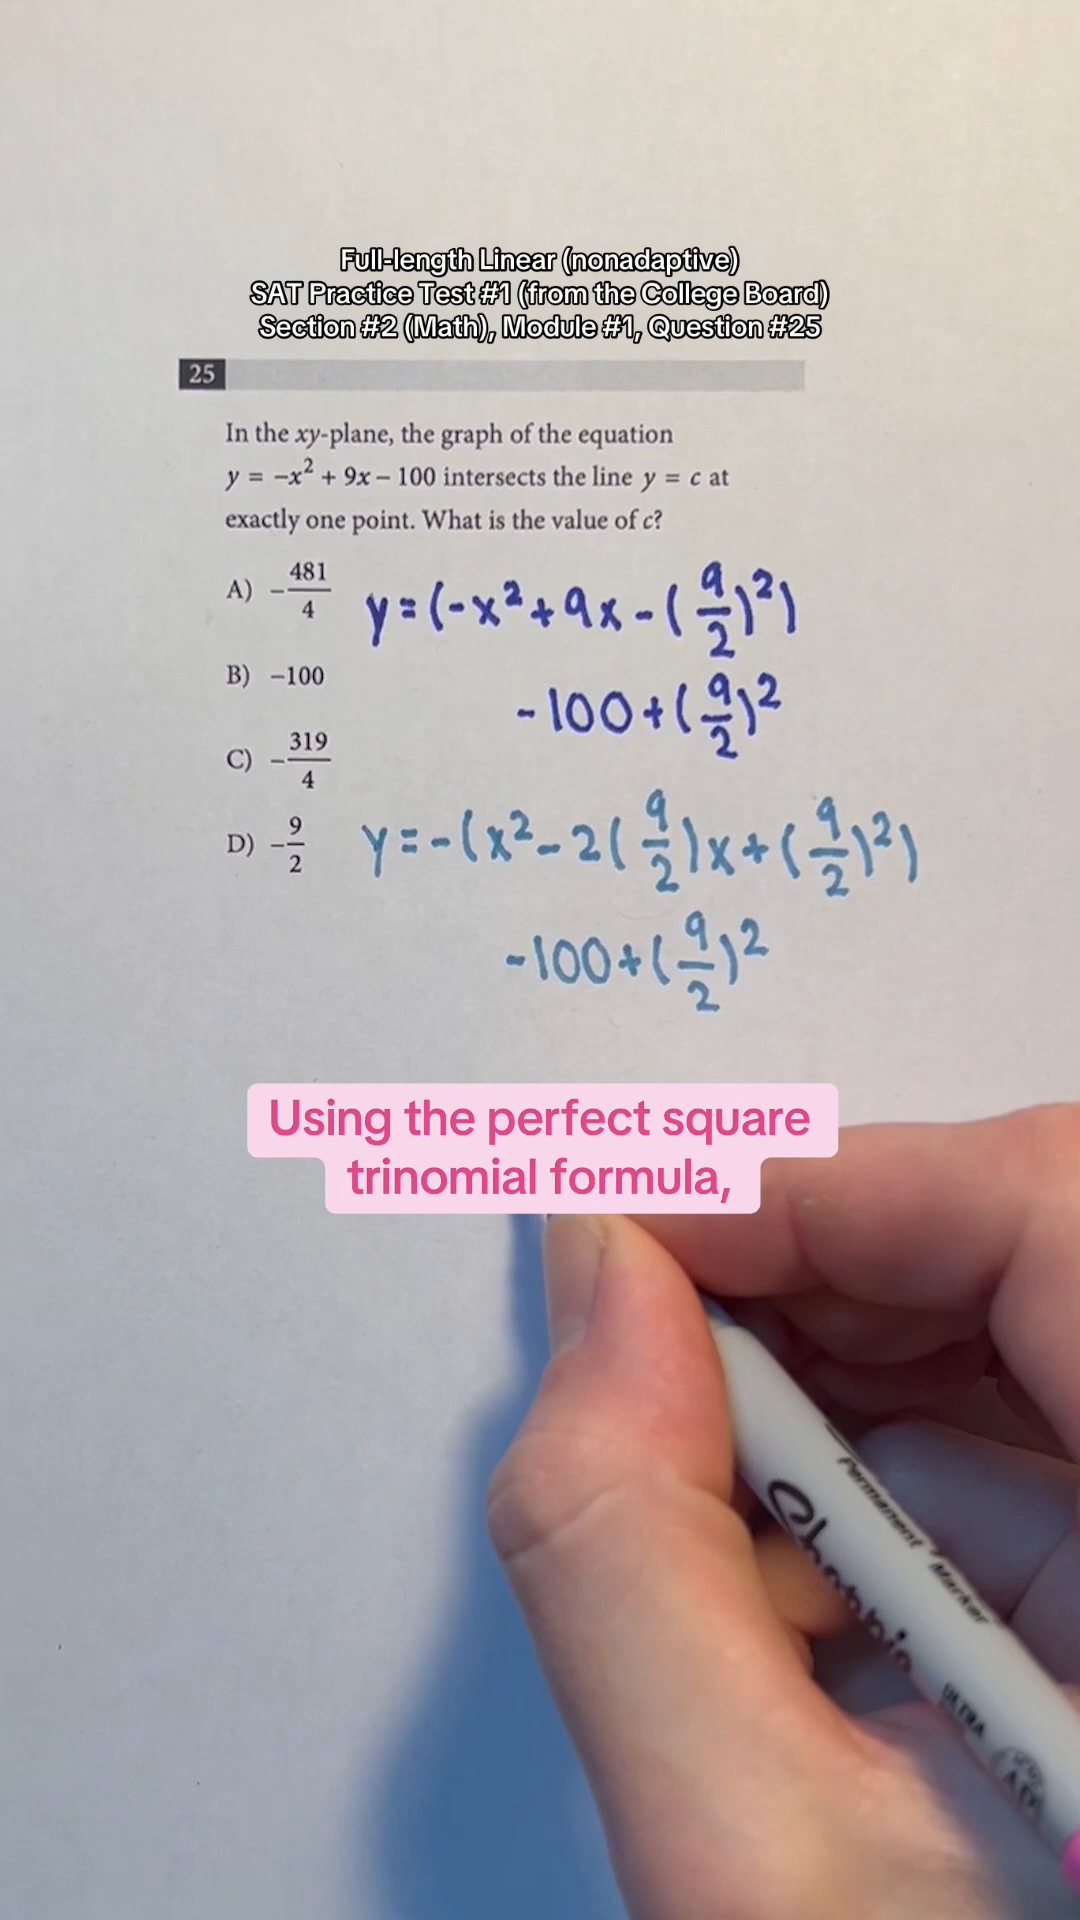 Full-length Linear (nonadaptive)
SAT Practice Test #1 (from the College Board)
Section #2 (Math), Module #1, Question #25
25
In the xy-plane, the graph of the equation
y = −x² + 9x − 100 intersects the line y = c at
exactly one point. What is the value of c?
A) −481/4
B) −100
C) −319/4
D) −9/2
y = (-x² + 9x - (9/2)²)
- 100 + (9/2)²
y = -(x² - 2(9/2)x + (9/2)²)
- 100 + (9/2)²
Using the perfect square
trinomial formula,
Permanent Marker
Sharpie
ULTRA